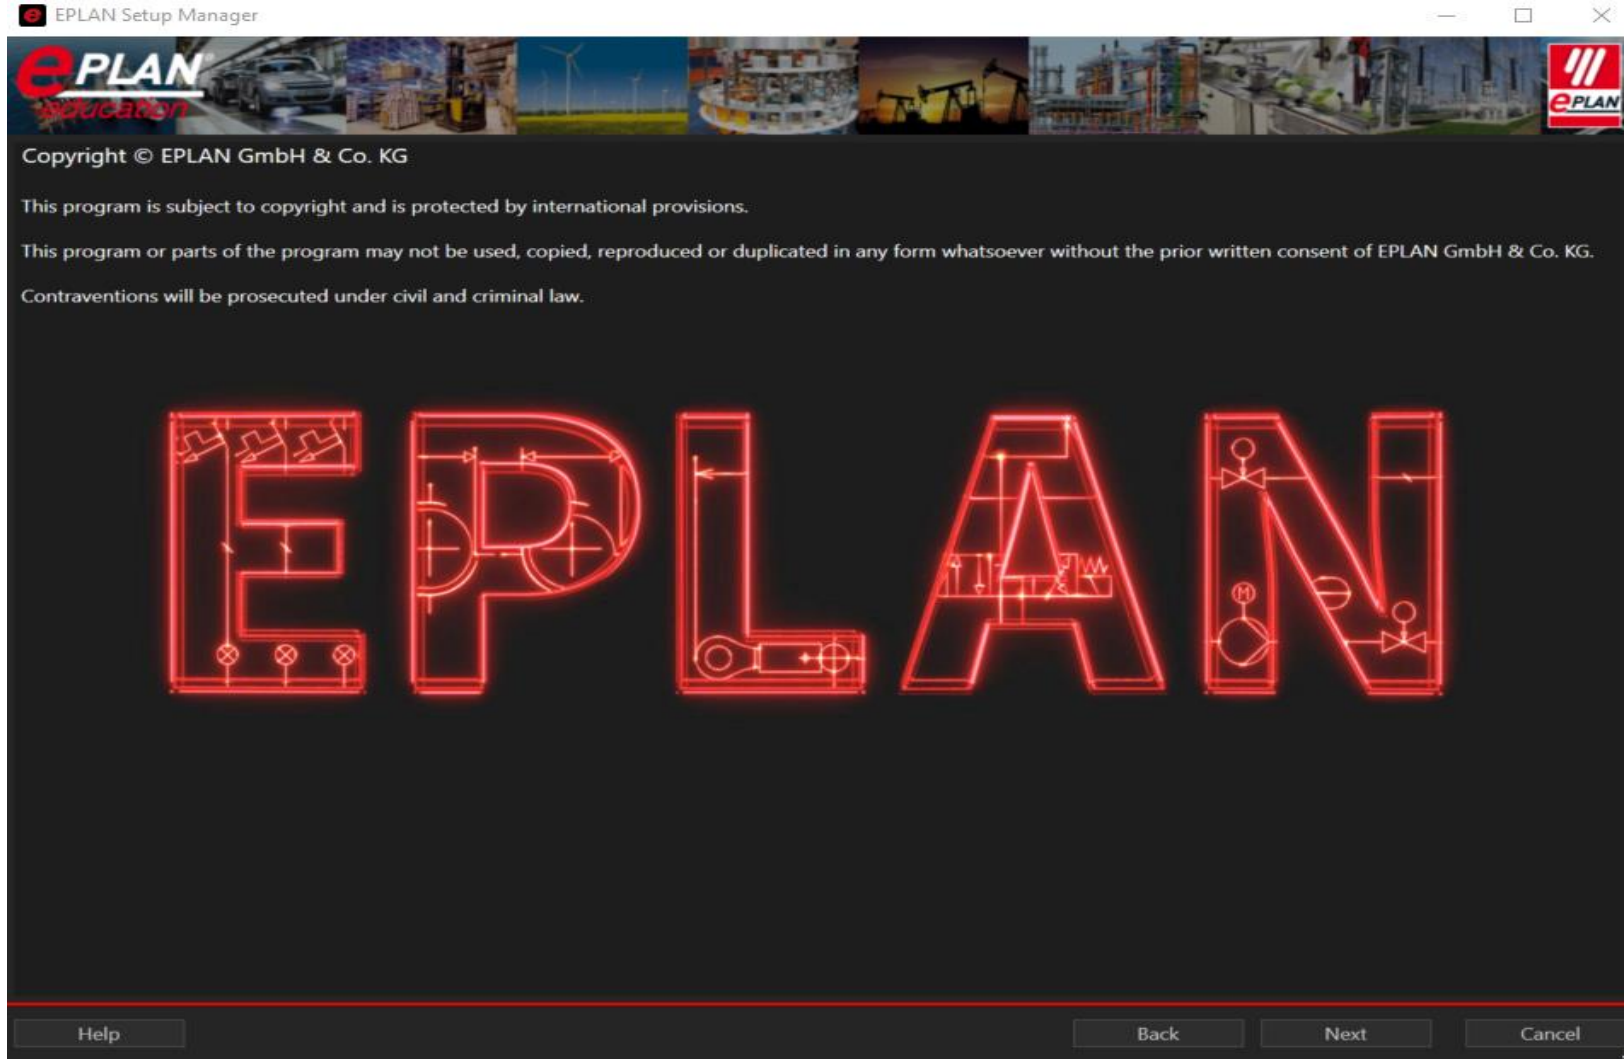 EPLAN Setup Manager
ePLAN
education
ePLAN
Copyright © EPLAN GmbH & Co. KG
This program is subject to copyright and is protected by international provisions.
This program or parts of the program may not be used, copied, reproduced or duplicated in any form whatsoever without the prior written consent of EPLAN GmbH & Co. KG.
Contraventions will be prosecuted under civil and criminal law.
EPLAN
M
Help
Back
Next
Cancel